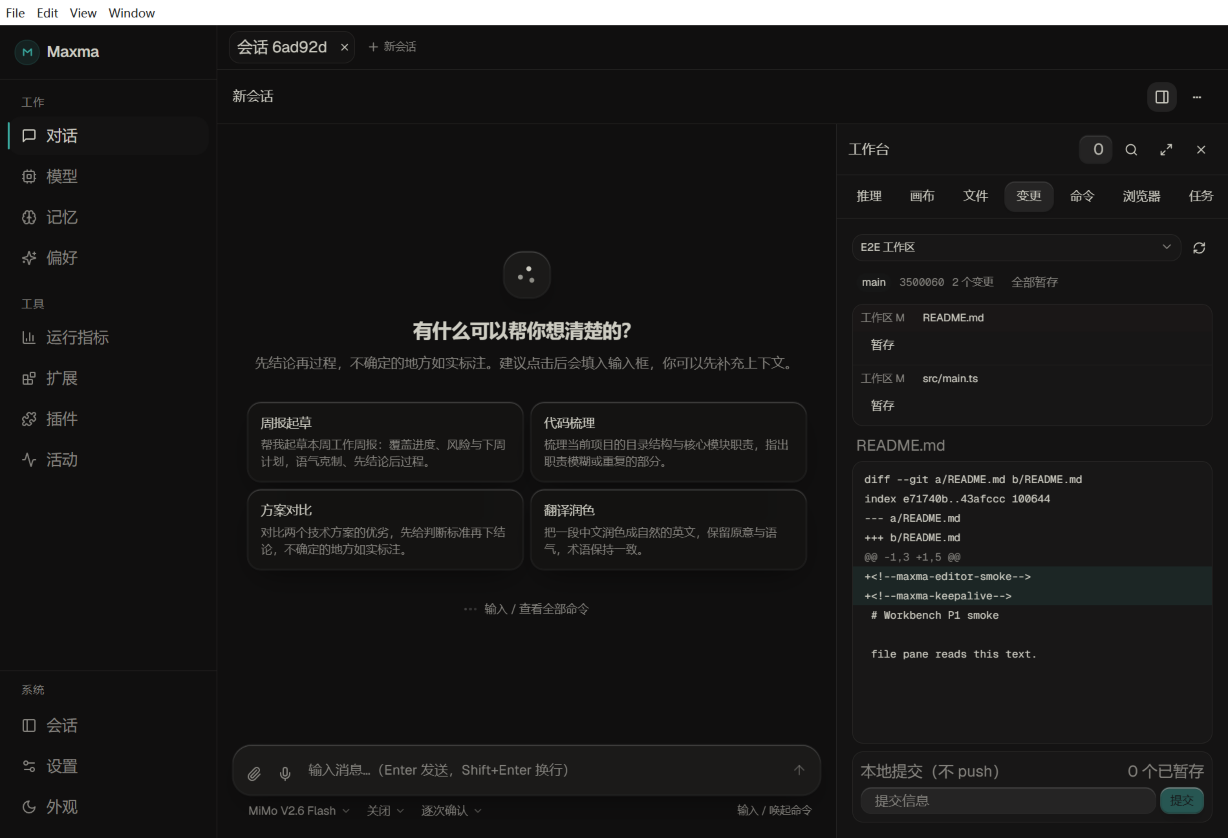 File Edit View Window
M Maxma
会话 6ad92d × + 新会话
工作
对话
模型
记忆
偏好
工具
运行指标
扩展
插件
活动
系统
会话
设置
外观
新会话
有什么可以帮你想清楚的?
先结论再过程，不确定的地方如实标注。建议点击后会填入输入框，你可以先补充上下文。
周报起草
帮我起草本周工作周报：覆盖进度、风险与下周
计划，语气克制、先结论后过程。
代码梳理
梳理当前项目的目录结构与核心模块职责，指出
职责模糊或重复的部分。
方案对比
对比两个技术方案的优劣，先给判断标准再下结
论，不确定的地方如实标注。
翻译润色
把一段中文润色成自然的英文，保留原意与语
气，术语保持一致。
··· 输入 / 查看全部命令
输入消息...（Enter 发送，Shift+Enter 换行）
MiMo V2.6 Flash 关闭 逐次确认 输入 / 唤起命令
工作台 0
推理 画布 文件 变更 命令 浏览器 任务
E2E 工作区
main 3500060 2 个变更 全部暂存
工作区 M README.md
暂存
工作区 M src/main.ts
暂存
README.md
diff --git a/README.md b/README.md
index e71740b..43afccc 100644
--- a/README.md
+++ b/README.md
@@ -1,3 +1,5 @@
+<!--maxma-editor-smoke-->
+<!--maxma-keepalive-->
# Workbench P1 smoke
file pane reads this text.
本地提交（不 push） 0 个已暂存
提交信息 提交